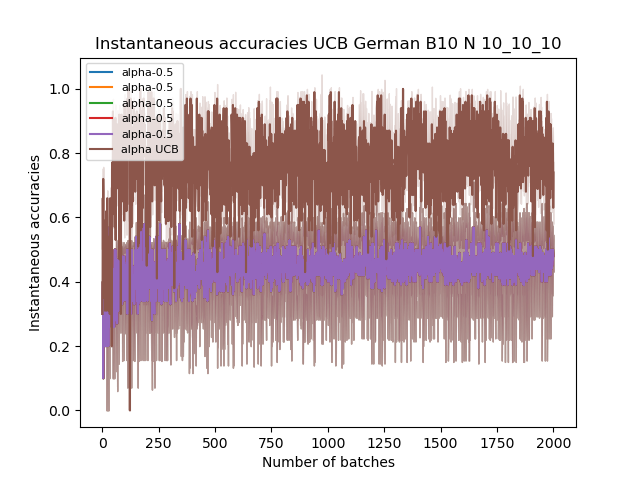 Instantaneous accuracies UCB German B10 N 10_10_10
alpha-0.5
alpha-0.5
alpha-0.5
alpha-0.5
alpha-0.5
alpha UCB
1.0
0.8
0.6
0.4
0.2
0.0
Instantaneous accuracies
0 250 500 750 1000 1250 1500 1750 2000
Number of batches